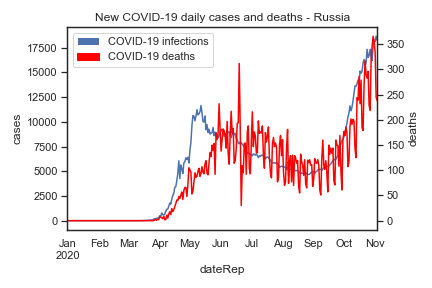 New COVID-19 daily cases and deaths - Russia
COVID-19 infections
COVID-19 deaths
17500
15000
12500
10000
7500
5000
2500
0
cases
350
300
250
200
150
100
50
0
deaths
Jan Feb Mar Apr May Jun Jul Aug Sep Oct Nov
2020
dateRep